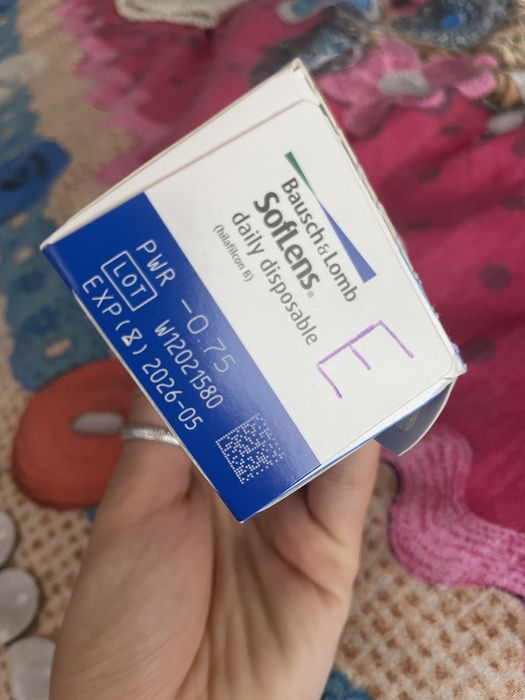 Bausch & Lomb
SofLens®
daily disposable
(hilafilcon B)
E
PWR -0.75
LOT W12021580
EXP (⌛) 2026-05